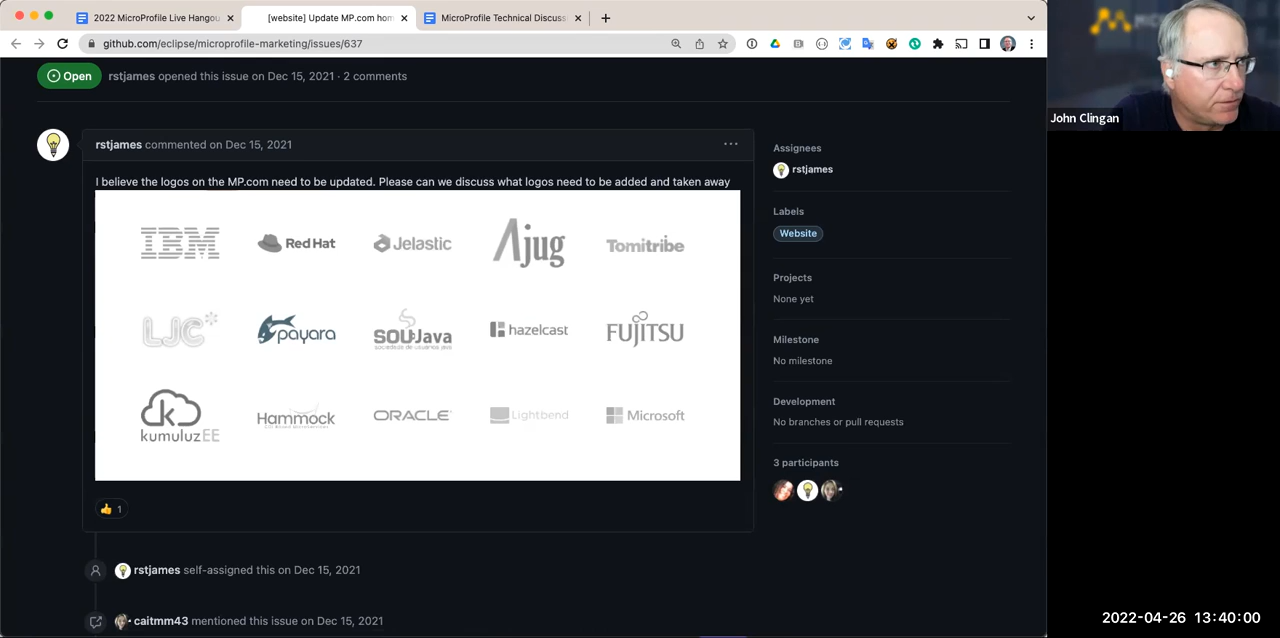 2022 MicroProfile Live Hangou
[website] Update MP.com hom
MicroProfile Technical Discuss
github.com/eclipse/microprofile-marketing/issues/637
Open
rstjames opened this issue on Dec 15, 2021 · 2 comments
rstjames commented on Dec 15, 2021
I believe the logos on the MP.com need to be updated. Please can we discuss what logos need to be added and taken away
IBM
Red Hat
Jelastic
Ajug
Tomitribe
LJC
payara
SOUJava
sociedade de usuários java
hazelcast
FUJITSU
kumuluzEE
Hammock
ORACLE
Lightbend
Microsoft
👍 1
rstjames self-assigned this on Dec 15, 2021
caitmm43 mentioned this issue on Dec 15, 2021
Assignees
rstjames
Labels
Website
Projects
None yet
Milestone
No milestone
Development
No branches or pull requests
3 participants
John Clingan
2022-04-26 13:40:00